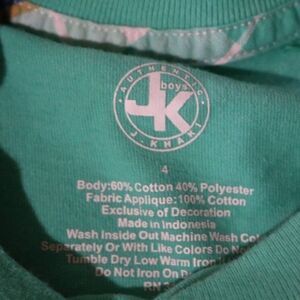 AUTHENTIC
boys
JK
J. KHAKI
4
Body:60% Cotton 40% Polyester
Fabric Applique:100% Cotton
Exclusive of Decoration
Made in Indonesia
Wash Inside Out Machine Wash
Separately Or With Like Colors Do
Tumble Dry Low Warm Iron
Do Not Iron On
RN